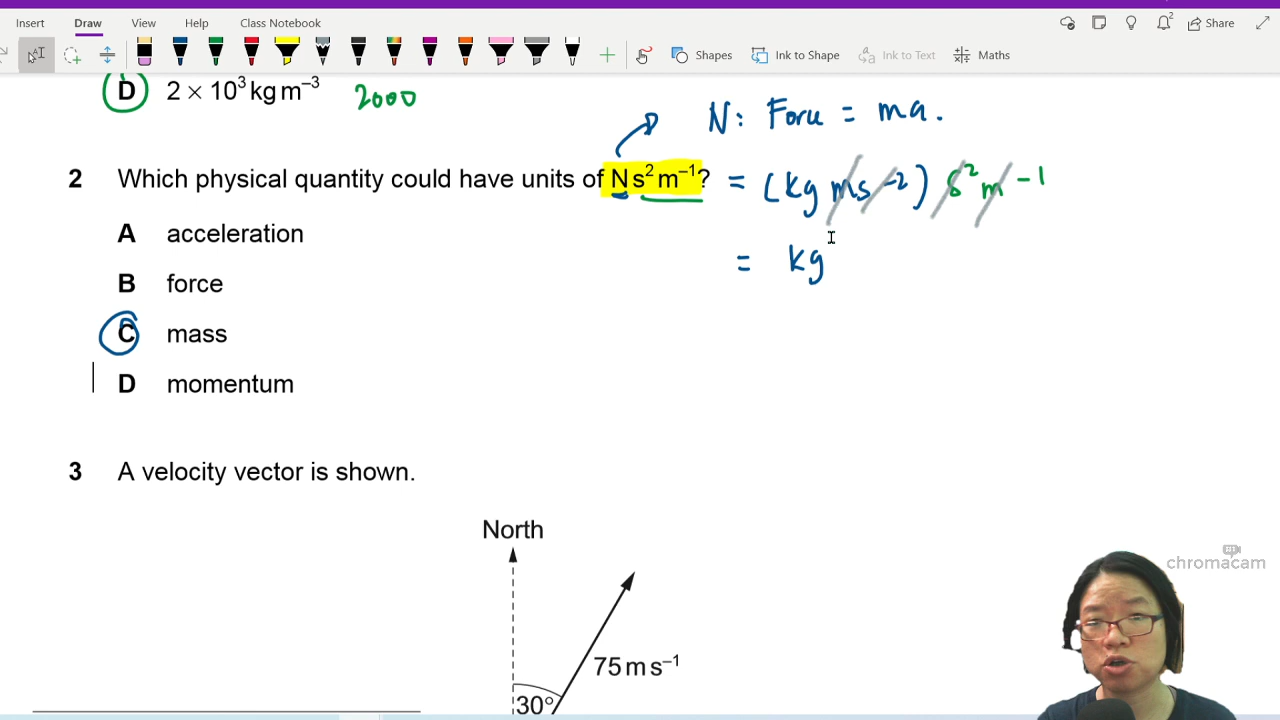 Insert Draw View Help Class Notebook Share
Shapes Ink to Shape Ink to Text Maths
D 2 × 10³ kg m⁻³ 2000
N: Force = ma.
2 Which physical quantity could have units of N s² m⁻¹? = (kg ms⁻²) s² m⁻¹
= kg
A acceleration
B force
C mass
D momentum
3 A velocity vector is shown.
North
75 m s⁻¹
30°
chromacam